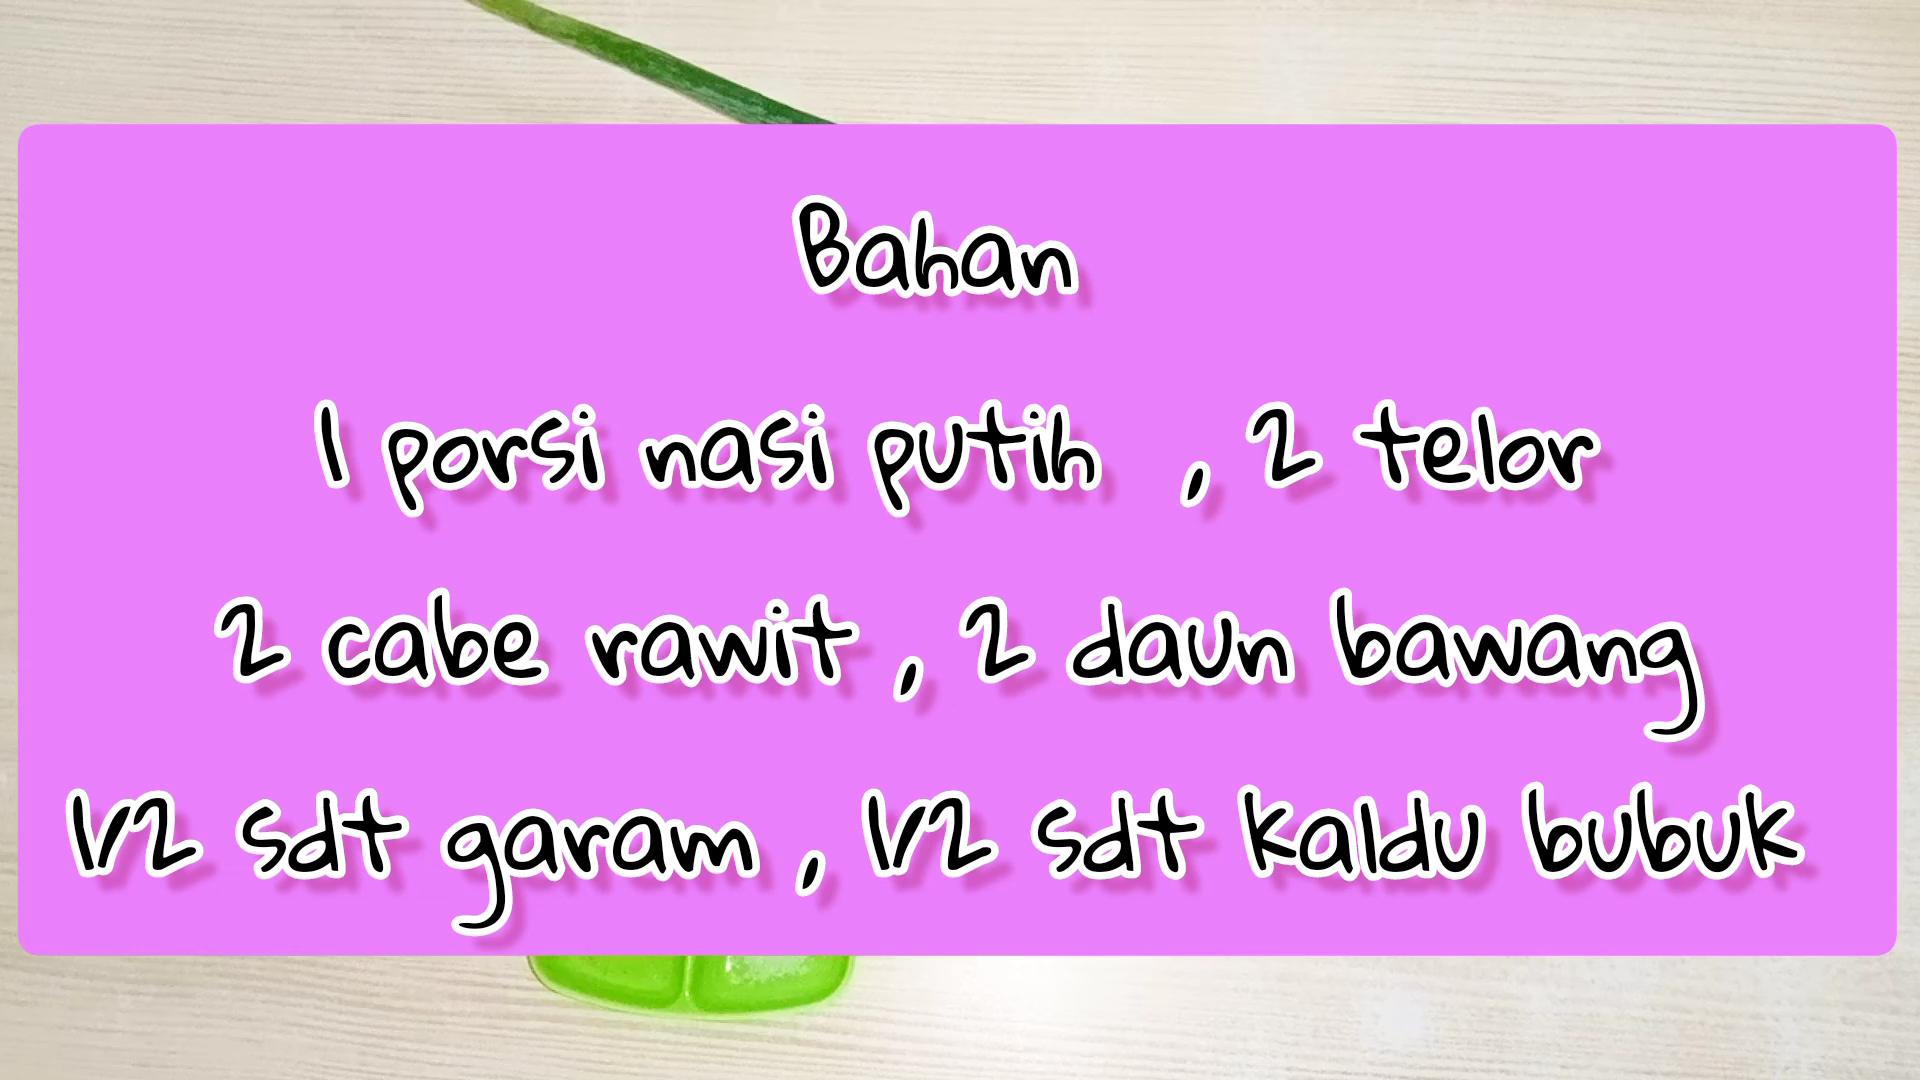 Bahan
1 porsi nasi putih , 2 telor
2 cabe rawit , 2 daun bawang
1/2 sdt garam , 1/2 sdt kaldu bubuk